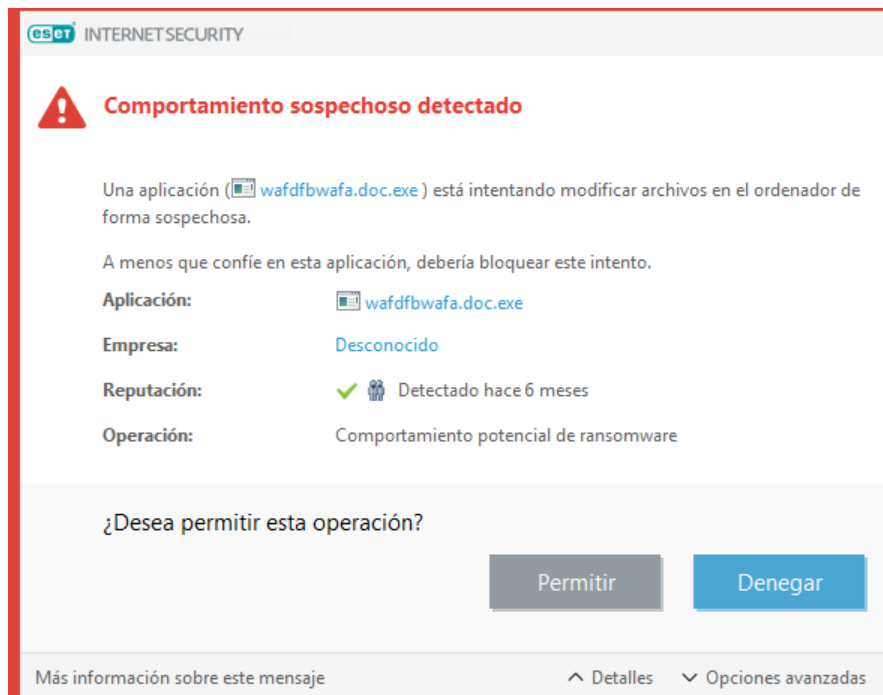 eset INTERNET SECURITY
Comportamiento sospechoso detectado
Una aplicación ( wafdfbwafa.doc.exe ) está intentando modificar archivos en el ordenador de
forma sospechosa.
A menos que confíe en esta aplicación, debería bloquear este intento.
Aplicación: wafdfbwafa.doc.exe
Empresa: Desconocido
Reputación: Detectado hace 6 meses
Operación: Comportamiento potencial de ransomware
¿Desea permitir esta operación?
Permitir Denegar
Más información sobre este mensaje Detalles Opciones avanzadas